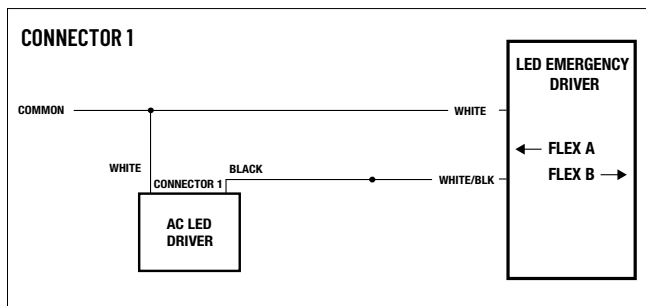 CONNECTOR 1
LED EMERGENCY
DRIVER
COMMON
WHITE
FLEX A
FLEX B
WHITE
CONNECTOR 1
BLACK
WHITE/BLK
AC LED
DRIVER